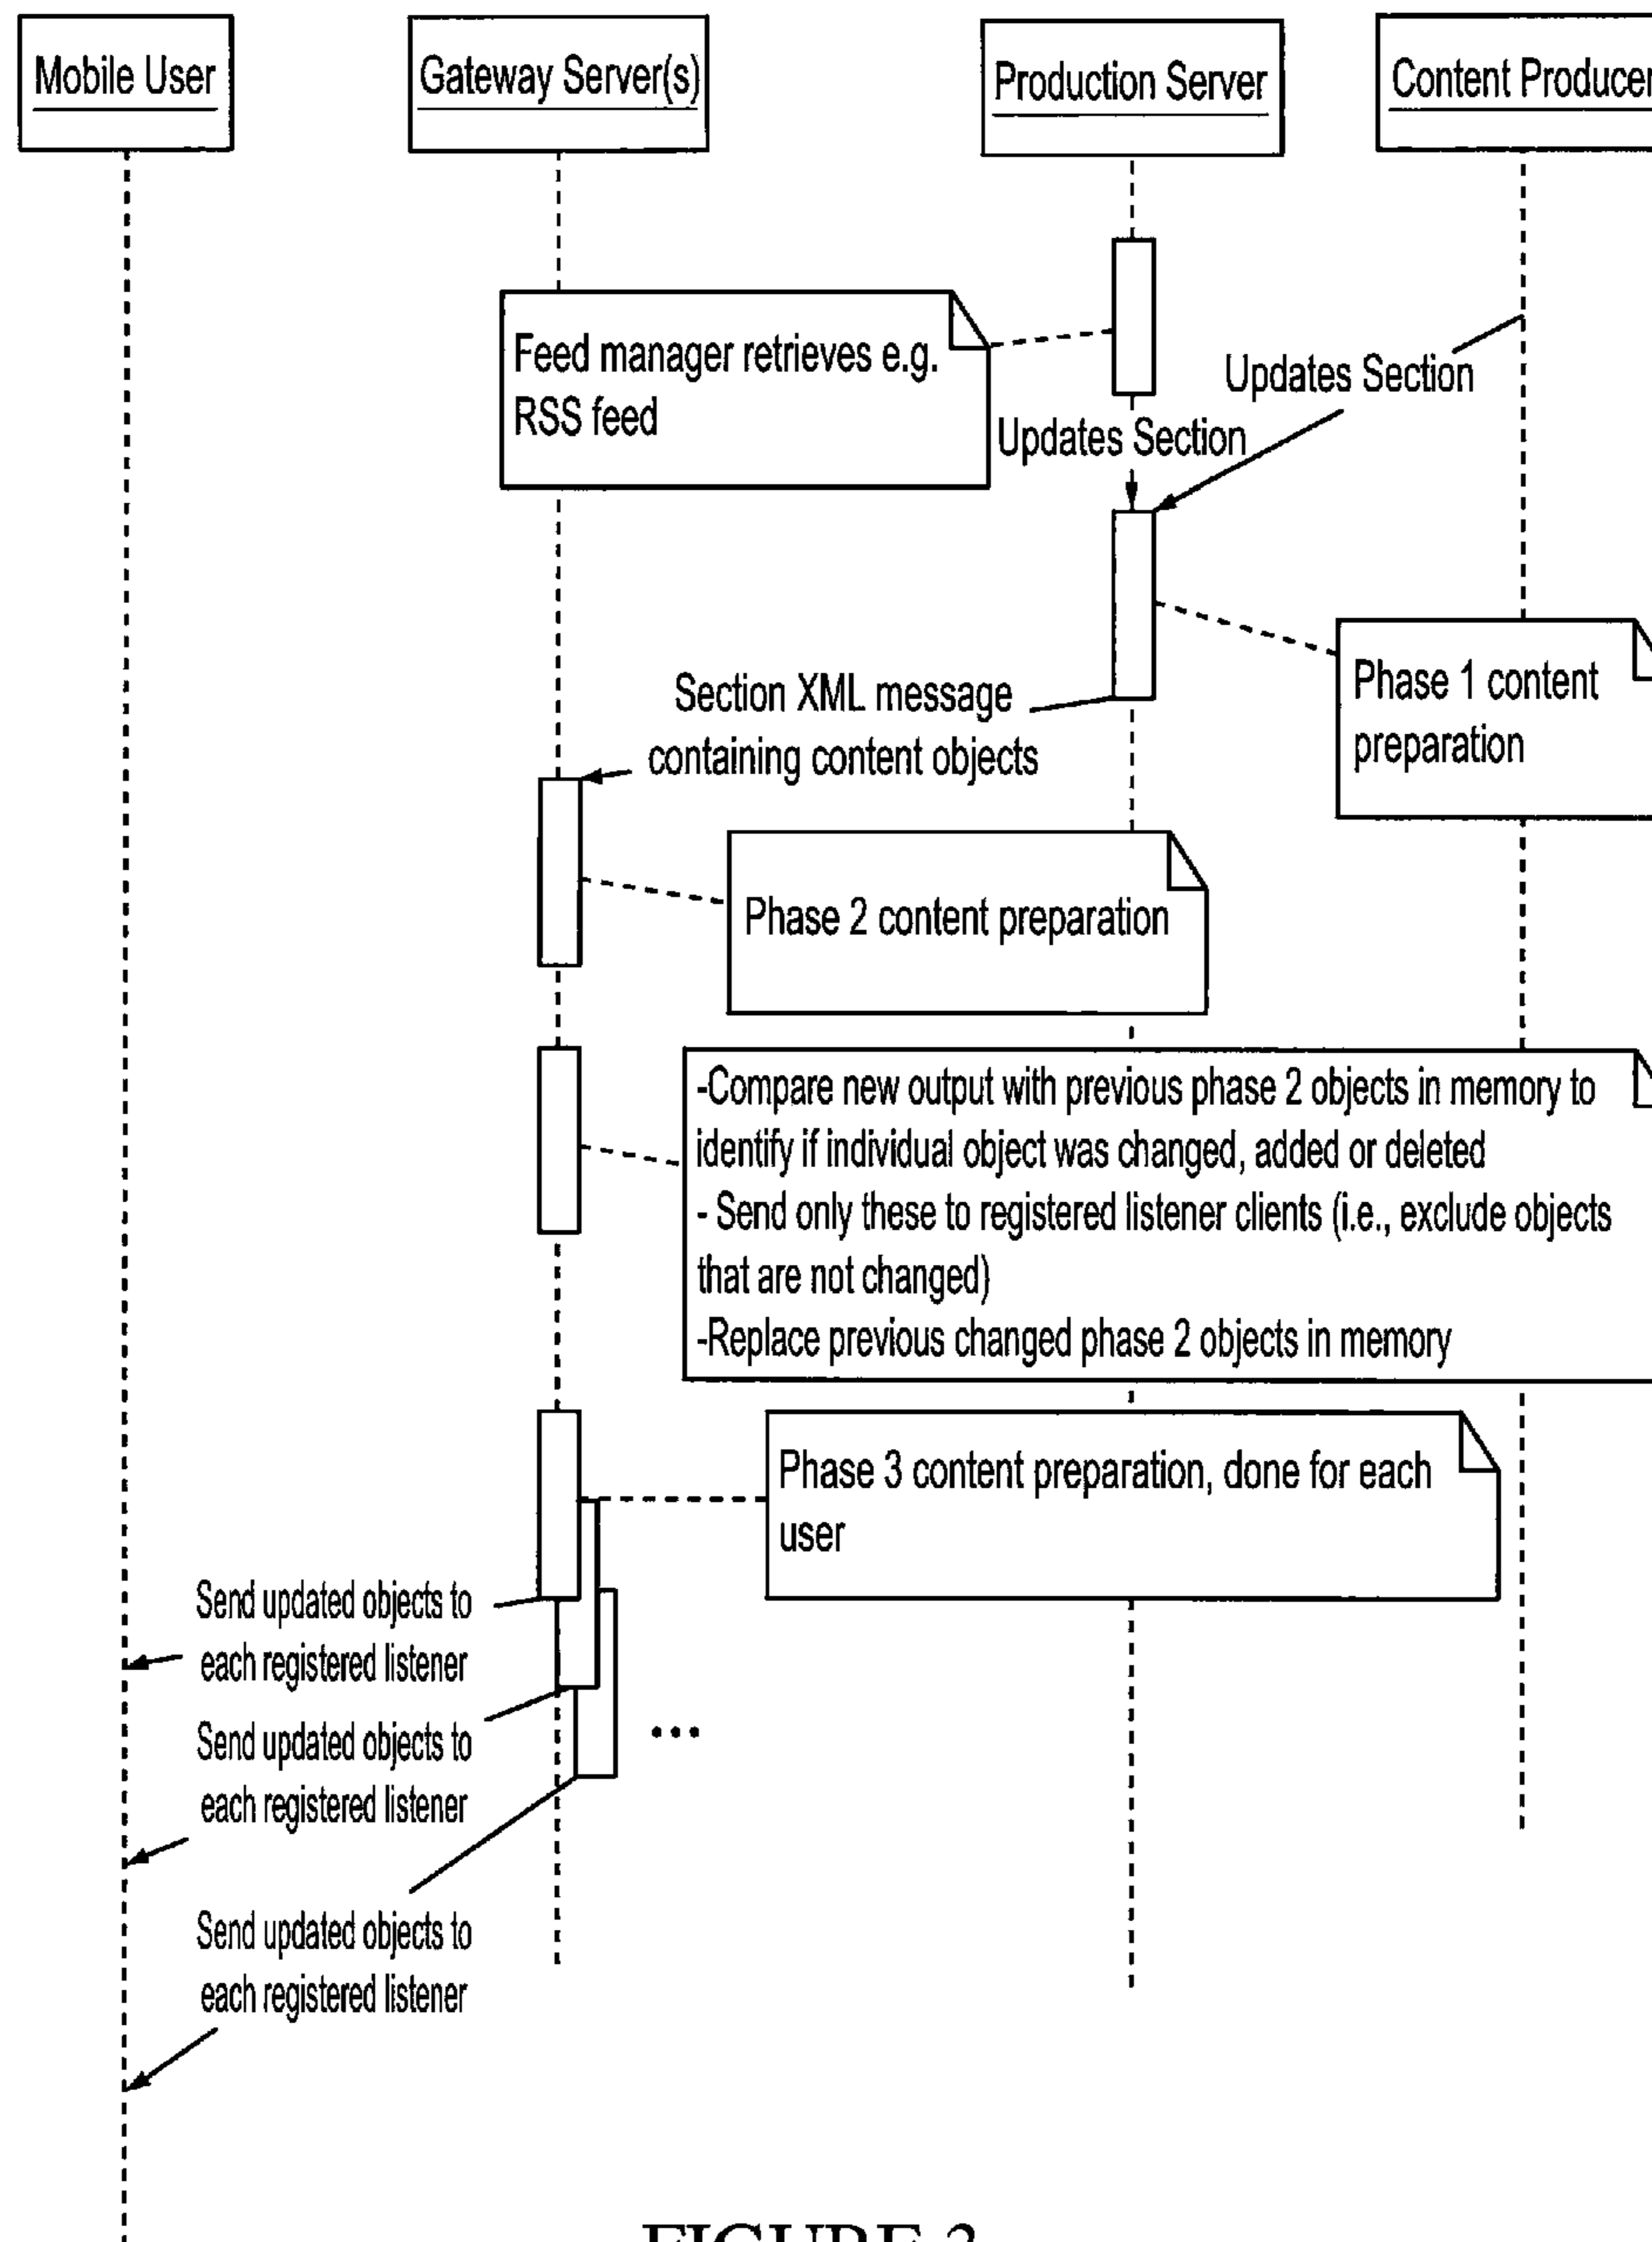 Mobile User
Gateway Server(s)
Production Server
Content Producer
Feed manager retrieves e.g.
RSS feed
Updates Section
Updates Section
Phase 1 content
preparation
Section XML message
containing content objects
Phase 2 content preparation
-Compare new output with previous phase 2 objects in memory to
identify if individual object was changed, added or deleted
- Send only these to registered listener clients (i.e., exclude objects
that are not changed)
-Replace previous changed phase 2 objects in memory
Phase 3 content preparation, done for each
user
Send updated objects to
each registered listener
Send updated objects to
each registered listener
...
Send updated objects to
each registered listener
FIGURE 3